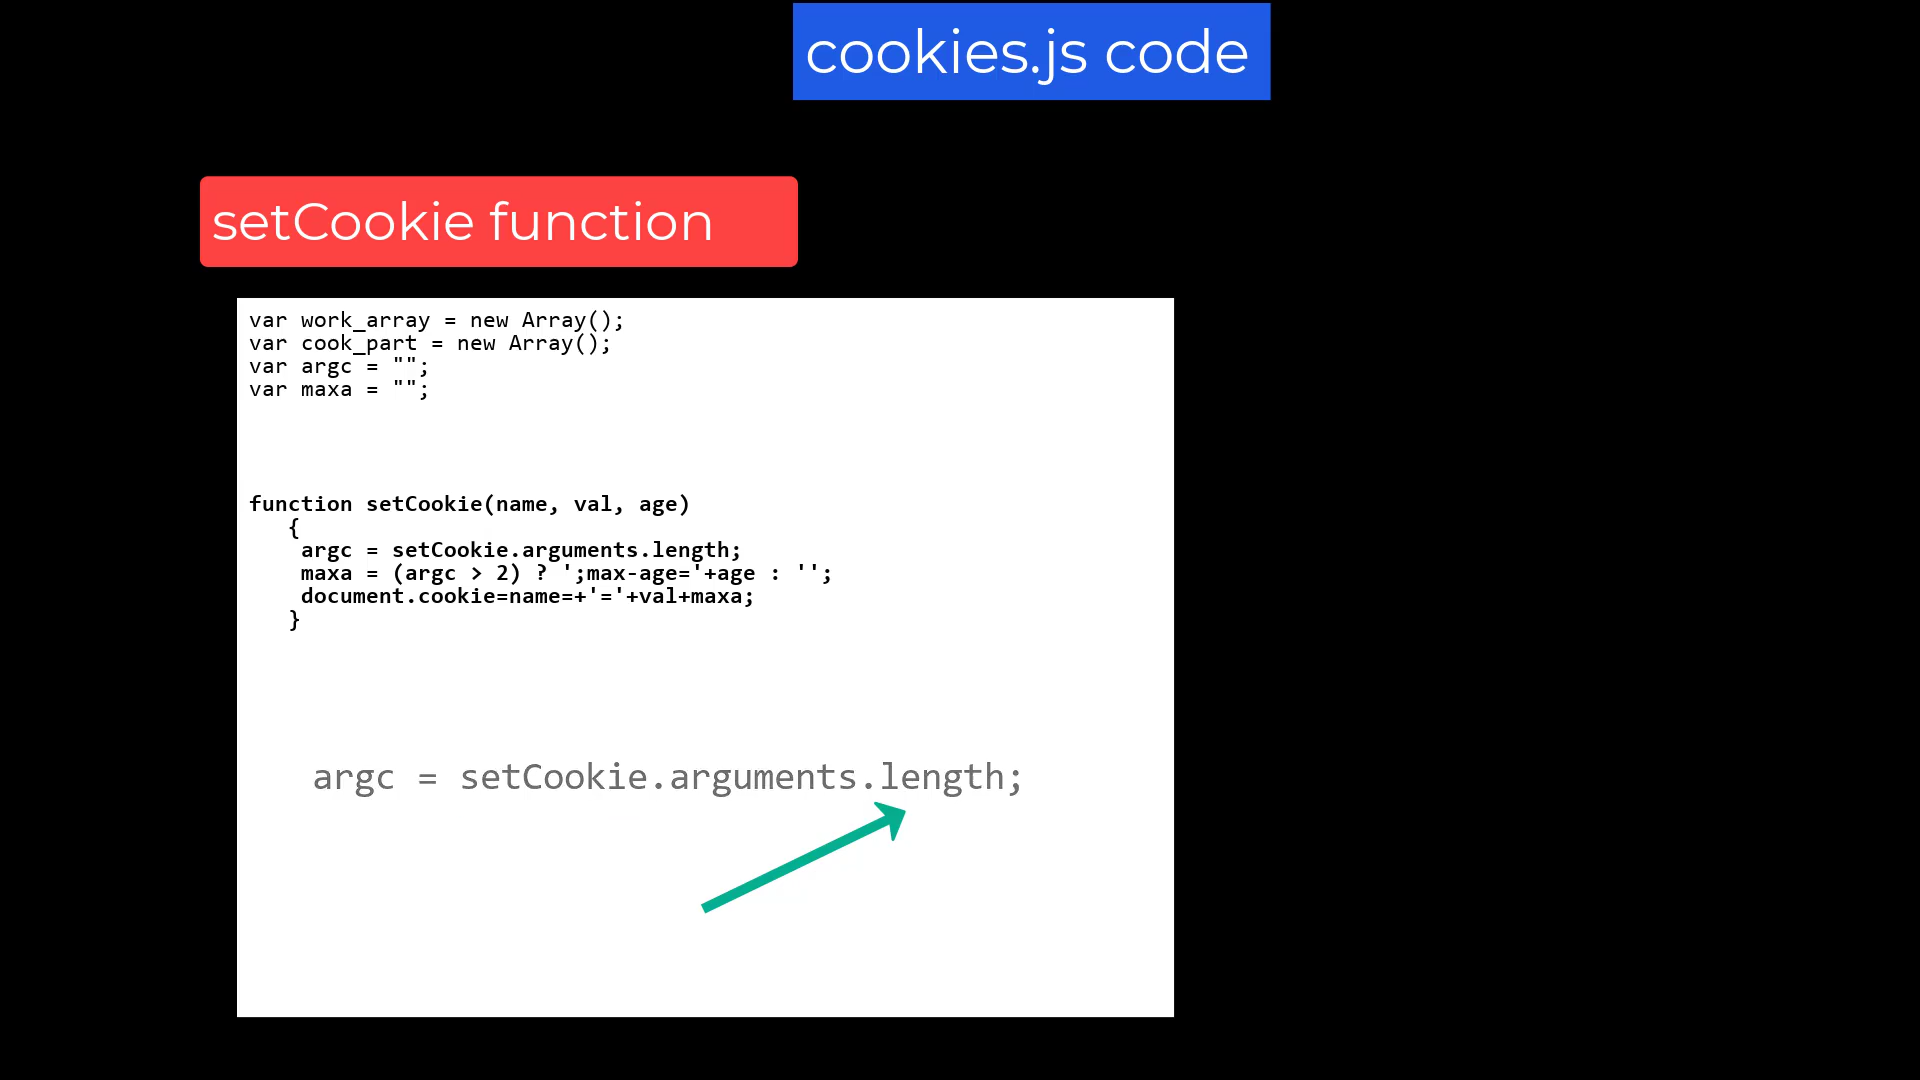 cookies.js code
setCookie function
var work_array = new Array();
var cook_part = new Array();
var argc = "";
var maxa = "";
function setCookie(name, val, age)
{
argc = setCookie.arguments.length;
maxa = (argc > 2) ? ';max-age='+age : '';
document.cookie=name=+'='+val+maxa;
}
argc = setCookie.arguments.length;